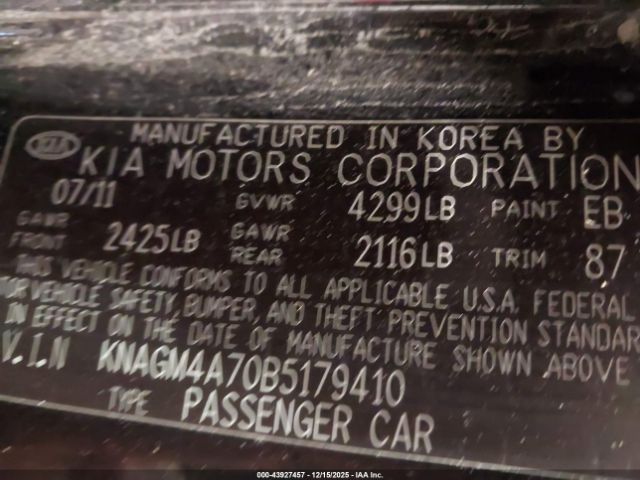 MANUFACTURED IN KOREA BY
KIA KIA MOTORS CORPORATION
07/11 GVWR 4299LB PAINT EB
GAWR FRONT 2425LB GAWR REAR 2116LB TRIM 87
THIS VEHICLE CONFORMS TO ALL APPLICABLE U.S.A. FEDERAL
VEHICLE SAFETY, BUMPER, AND THEFT PREVENTION STANDAR
IN EFFECT ON THE DATE OF MANUFACTURE SHOWN ABOVE
V.I.N KNAGM4A70B5179410
TYPE PASSENGER CAR
000-43927457 - 12/15/2025 - IAA Inc.